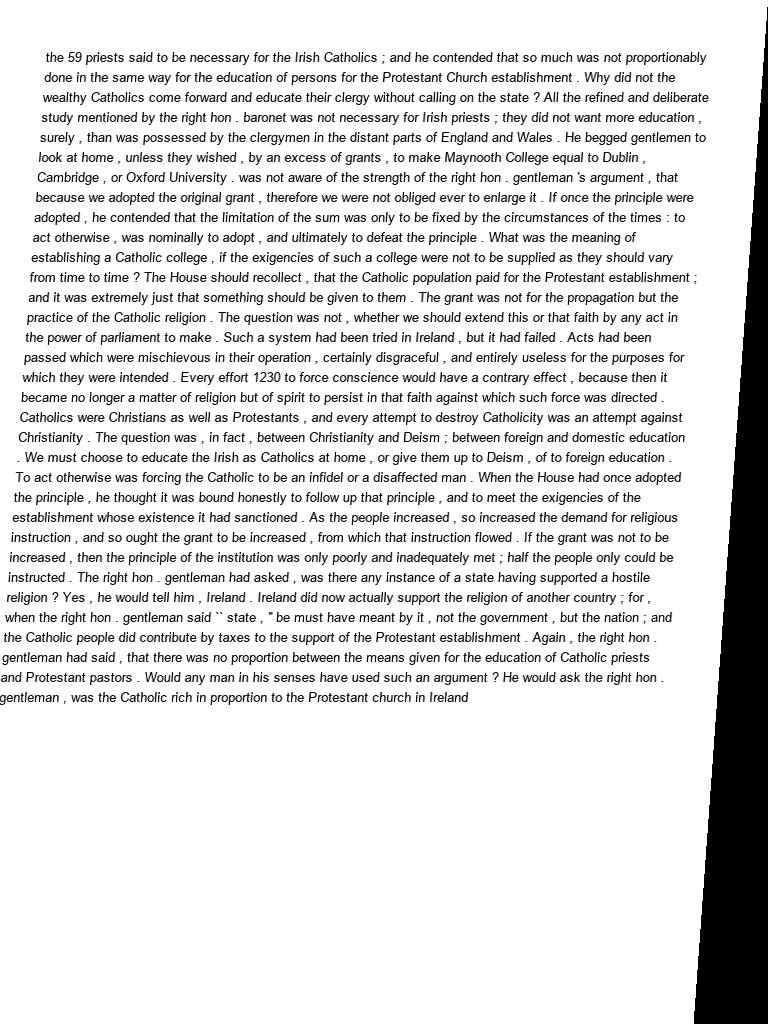 the 59 priests said to be necessary for the Irish Catholics ; and he contended that so much was not proportionably
done in the same way for the education of persons for the Protestant Church establishment . Why did not the
wealthy Catholics come forward and educate their clergy without calling on the state ? All the refined and deliberate
study mentioned by the right hon . baronet was not necessary for Irish priests ; they did not want more education ,
surely , than was possessed by the clergymen in the distant parts of England and Wales . He begged gentlemen to
look at home , unless they wished , by an excess of grants , to make Maynooth College equal to Dublin ,
Cambridge , or Oxford University . was not aware of the strength of the right hon . gentleman 's argument , that
because we adopted the original grant , therefore we were not obliged ever to enlarge it . If once the principle were
adopted , he contended that the limitation of the sum was only to be fixed by the circumstances of the times : to
act otherwise , was nominally to adopt , and ultimately to defeat the principle . What was the meaning of
establishing a Catholic college , if the exigencies of such a college were not to be supplied as they should vary
from time to time ? The House should recollect , that the Catholic population paid for the Protestant establishment ;
and it was extremely just that something should be given to them . The grant was not for the propagation but the
practice of the Catholic religion . The question was not , whether we should extend this or that faith by any act in
the power of parliament to make . Such a system had been tried in Ireland , but it had failed . Acts had been
passed which were mischievous in their operation , certainly disgraceful , and entirely useless for the purposes for
which they were intended . Every effort 1230 to force conscience would have a contrary effect , because then it
became no longer a matter of religion but of spirit to persist in that faith against which such force was directed .
Catholics were Christians as well as Protestants , and every attempt to destroy Catholicity was an attempt against
Christianity . The question was , in fact , between Christianity and Deism ; between foreign and domestic education
. We must choose to educate the Irish as Catholics at home , or give them up to Deism , of to foreign education .
To act otherwise was forcing the Catholic to be an infidel or a disaffected man . When the House had once adopted
the principle , he thought it was bound honestly to follow up that principle , and to meet the exigencies of the
establishment whose existence it had sanctioned . As the people increased , so increased the demand for religious
instruction , and so ought the grant to be increased , from which that instruction flowed . If the grant was not to be
increased , then the principle of the institution was only poorly and inadequately met ; half the people only could be
instructed . The right hon . gentleman had asked , was there any instance of a state having supported a hostile
religion ? Yes , he would tell him , Ireland . Ireland did now actually support the religion of another country ; for ,
when the right hon . gentleman said `` state , " be must have meant by it , not the government , but the nation ; and
the Catholic people did contribute by taxes to the support of the Protestant establishment . Again , the right hon .
gentleman had said , that there was no proportion between the means given for the education of Catholic priests
and Protestant pastors . Would any man in his senses have used such an argument ? He would ask the right hon .
gentleman , was the Catholic rich in proportion to the Protestant church in Ireland